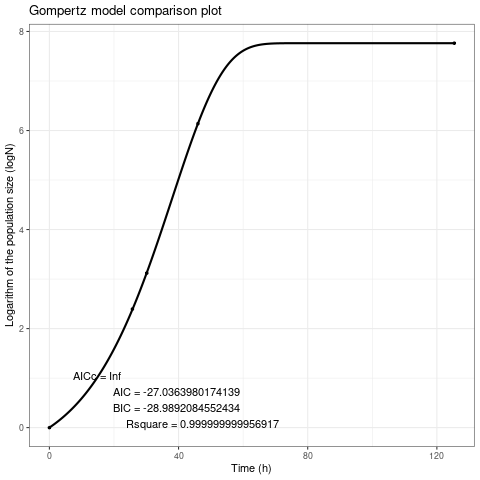 Gompertz model comparison plot
Logarithm of the population size (logN)
8
6
4
2
0
AICc = Inf
AIC = -27.0363980174139
BIC = -28.9892084552434
Rsquare = 0.999999999956917
0 40 80 120
Time (h)